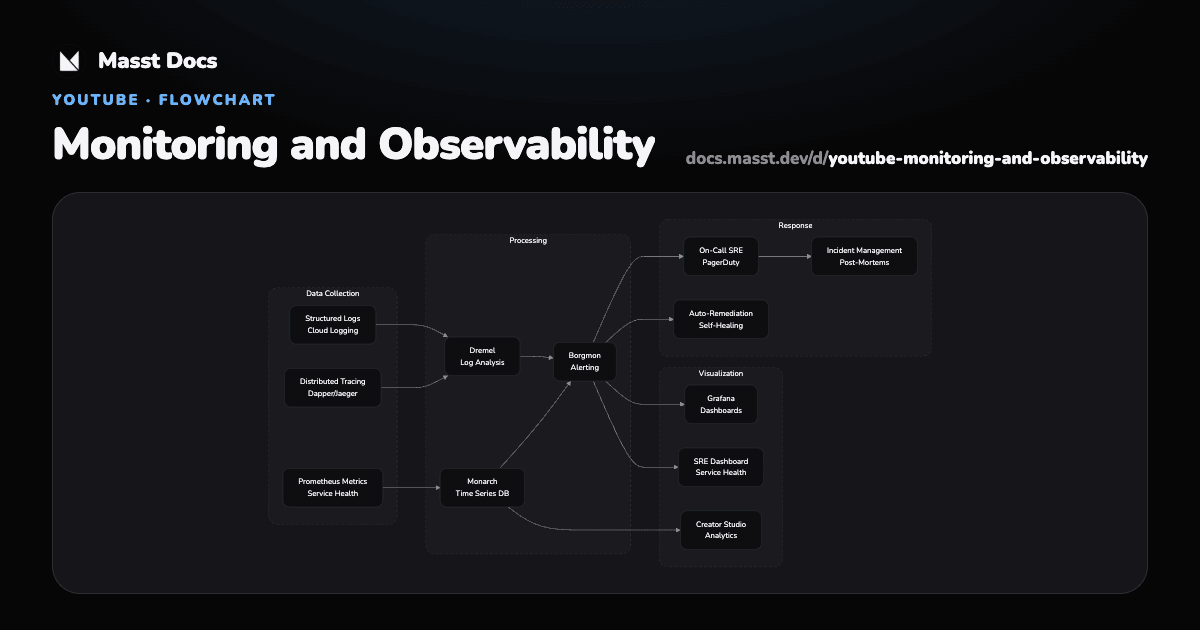 Masst Docs
YOUTUBE · FLOWCHART
Monitoring and Observability
docs.masst.dev/d/youtube-monitoring-and-observability
Data Collection
Structured Logs
Cloud Logging
Distributed Tracing
Dapper/Jaeger
Prometheus Metrics
Service Health
Processing
Dremel
Log Analysis
Borgmon
Alerting
Monarch
Time Series DB
Response
On-Call SRE
PagerDuty
Incident Management
Post-Mortems
Auto-Remediation
Self-Healing
Visualization
Grafana
Dashboards
SRE Dashboard
Service Health
Creator Studio
Analytics